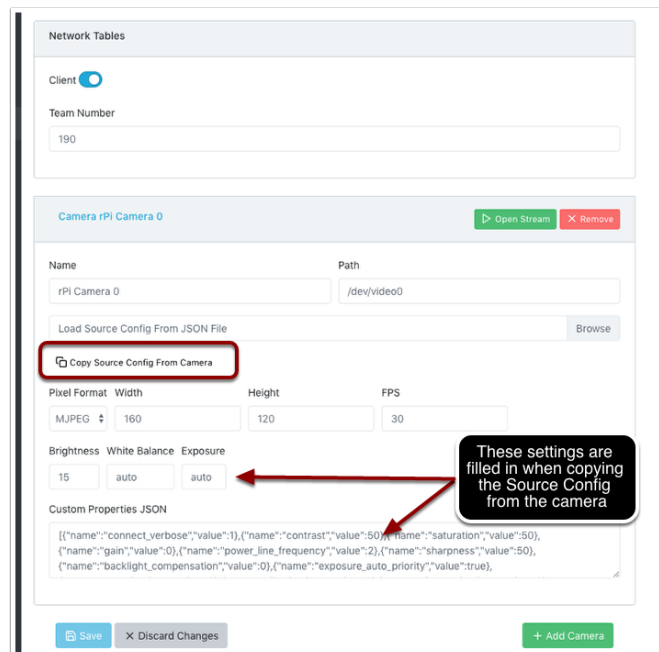 Network Tables
Client
Team Number
190
Camera rPi Camera 0
Open Stream
Remove
Name
Path
rPi Camera 0
/dev/video0
Load Source Config From JSON File
Browse
Copy Source Config From Camera
Pixel Format Width Height FPS
MJPEG 160 120 30
Brightness White Balance Exposure
15 auto auto
These settings are
filled in when copying
the Source Config
from the camera
Custom Properties JSON
[{"name":"connect_verbose","value":1},{"name":"contrast","value":50},{"name":"saturation","value":50},
{"name":"gain","value":0},{"name":"power_line_frequency","value":2},{"name":"sharpness","value":50},
{"name":"backlight_compensation","value":0},{"name":"exposure_auto_priority","value":true},
Save
Discard Changes
+ Add Camera